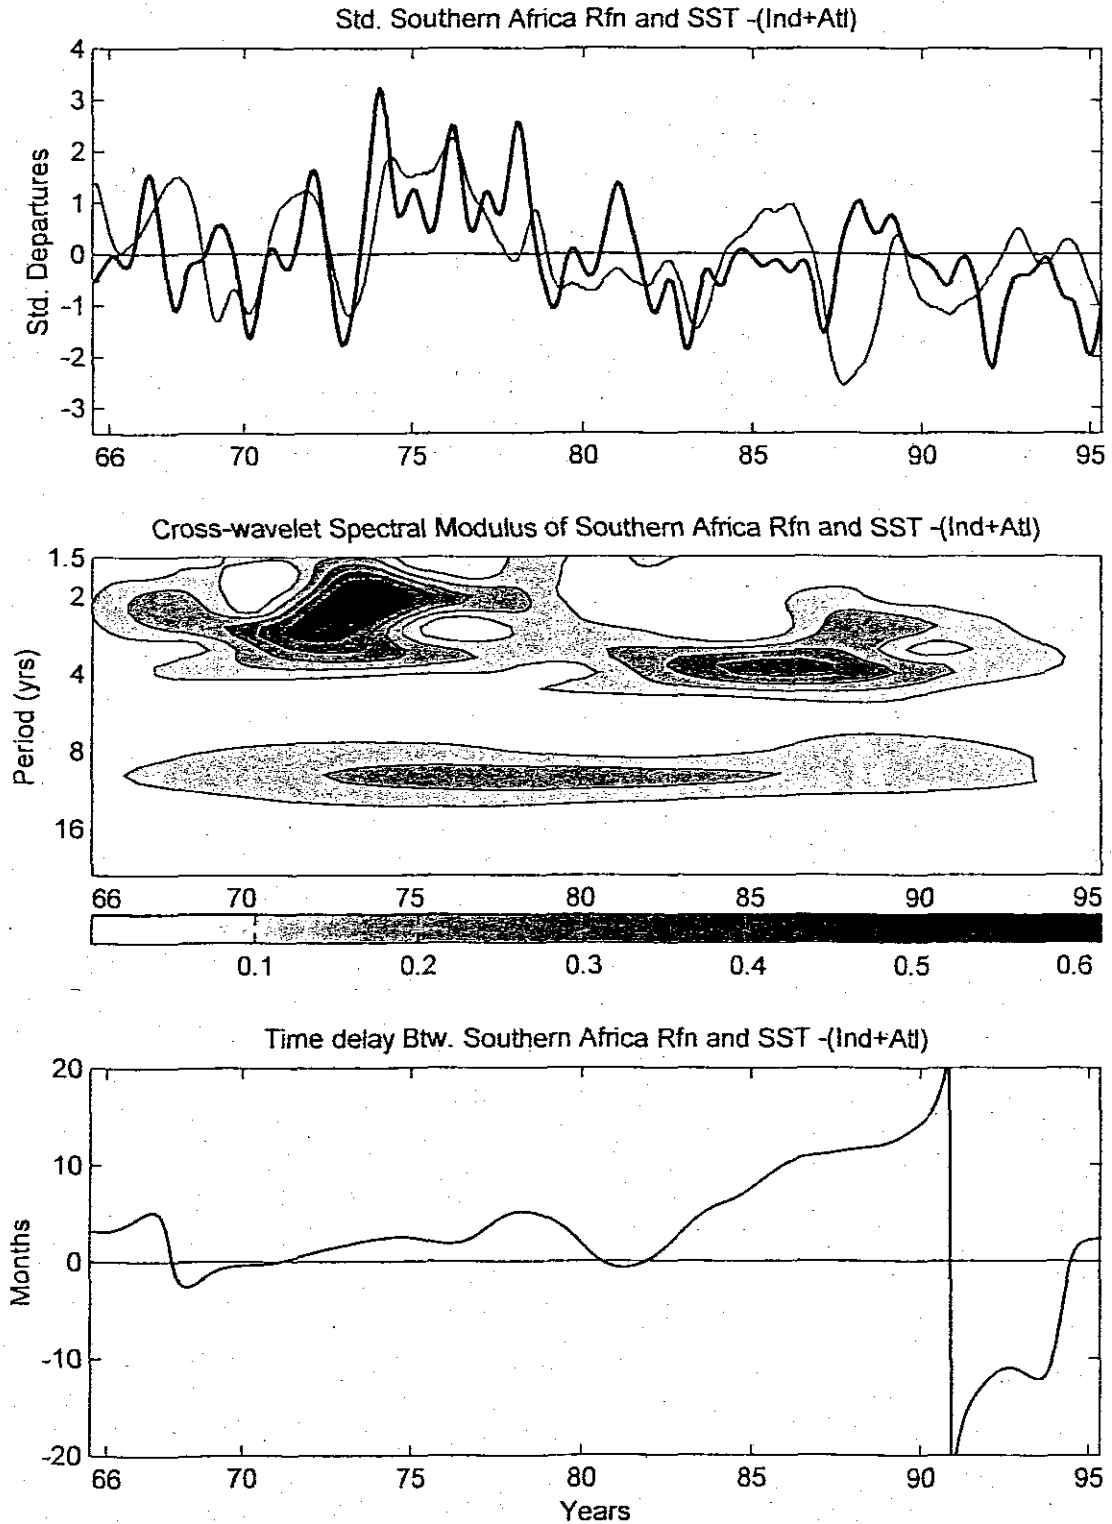 Std. Southern Africa Rfn and SST -(Ind+Atl)
4
3
2
1
0
-1
-2
-3
Std. Departures
66 70 75 80 85 90 95
Cross-wavelet Spectral Modulus of Southern Africa Rfn and SST -(Ind+Atl)
1.5
2
4
8
16
Period (yrs)
66 70 75 80 85 90 95
0.1 0.2 0.3 0.4 0.5 0.6
Time delay Btw. Southern Africa Rfn and SST -(Ind+Atl)
20
10
0
-10
-20
Months
66 70 75 80 85 90 95
Years